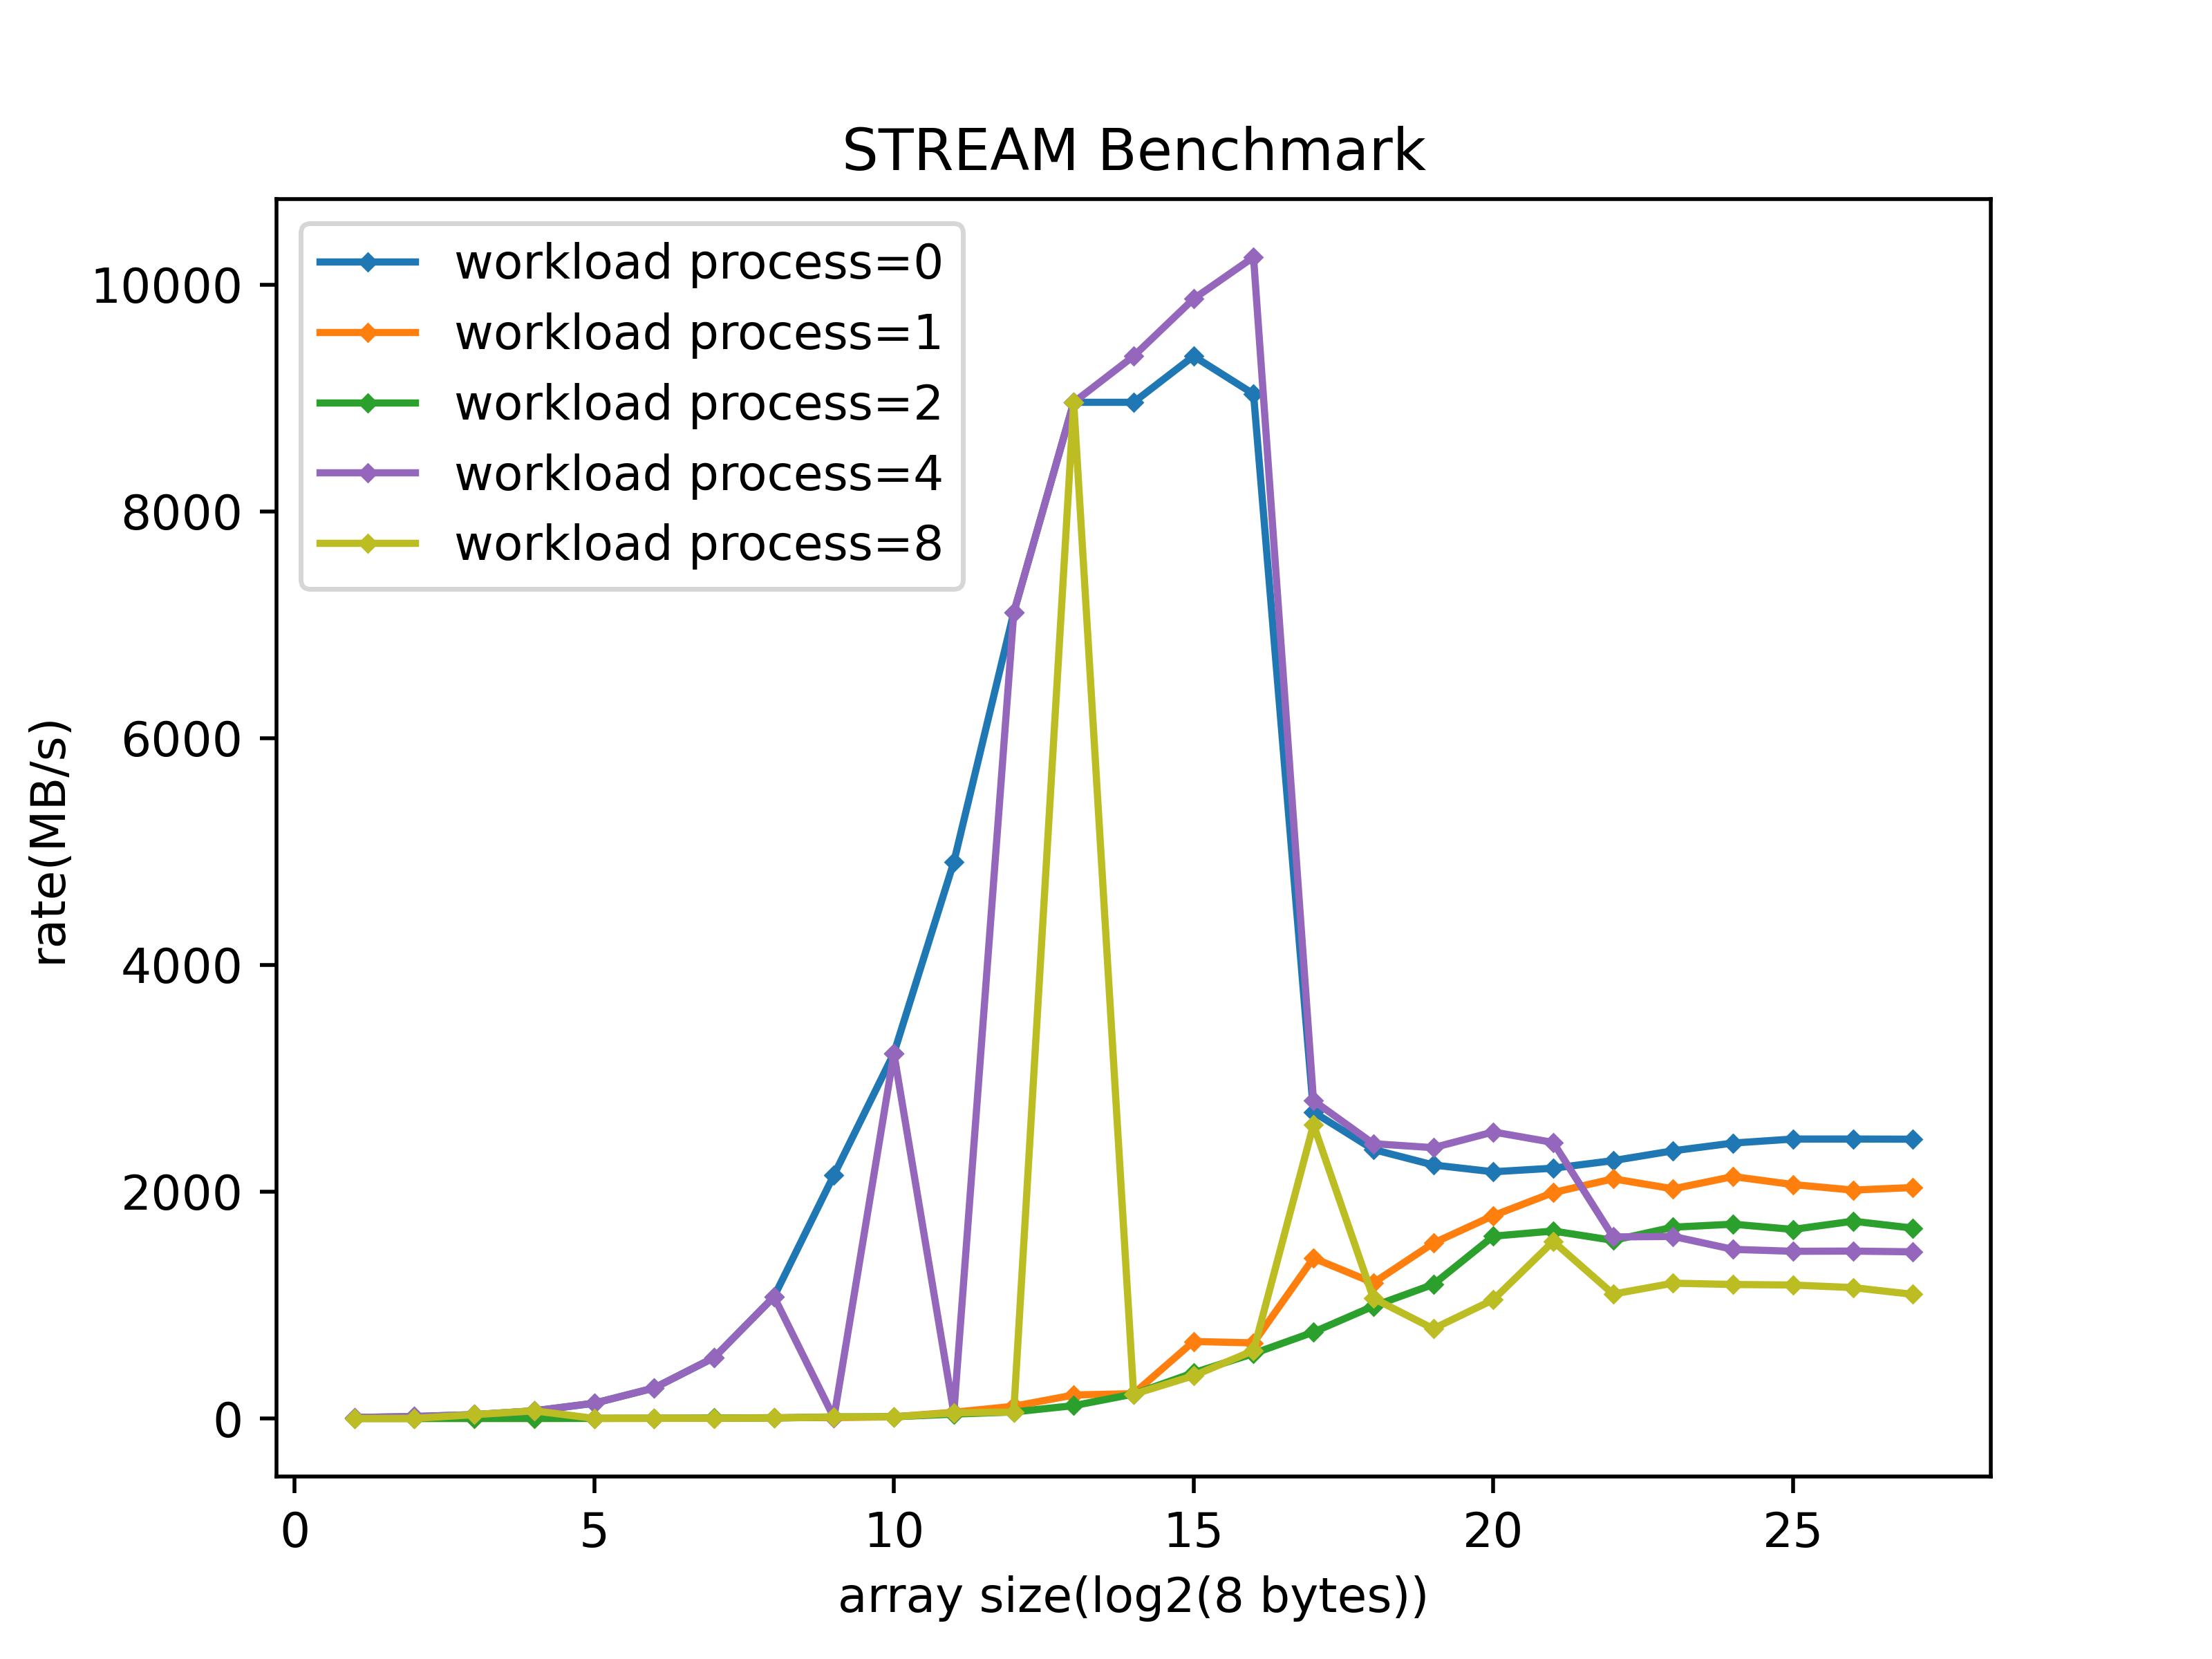 STREAM Benchmark
workload process=0
workload process=1
workload process=2
workload process=4
workload process=8
10000
8000
6000
4000
2000
0
rate(MB/s)
0 5 10 15 20 25
array size(log2(8 bytes))